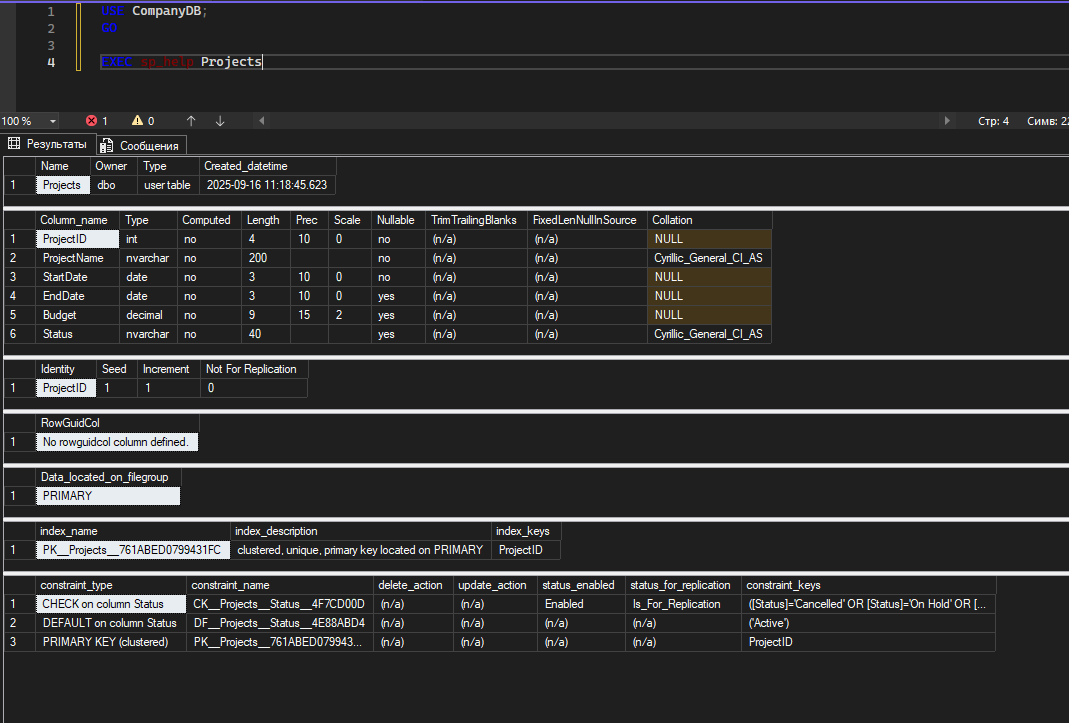 1 USE CompanyDB;
2 GO
3
4 EXEC sp_help Projects
100 % 1 0 Стр: 4 Симв: 22
Результаты Сообщения
Name Owner Type Created_datetime
1 Projects dbo user table 2025-09-16 11:18:45.623
Column_name Type Computed Length Prec Scale Nullable TrimTrailingBlanks FixedLenNullInSource Collation
1 ProjectID int no 4 10 0 no (n/a) (n/a) NULL
2 ProjectName nvarchar no 200 no (n/a) (n/a) Cyrillic_General_CI_AS
3 StartDate date no 3 10 0 no (n/a) (n/a) NULL
4 EndDate date no 3 10 0 yes (n/a) (n/a) NULL
5 Budget decimal no 9 15 2 yes (n/a) (n/a) NULL
6 Status nvarchar no 40 yes (n/a) (n/a) Cyrillic_General_CI_AS
Identity Seed Increment Not For Replication
1 ProjectID 1 1 0
RowGuidCol
1 No rowguidcol column defined.
Data_located_on_filegroup
1 PRIMARY
index_name index_description index_keys
1 PK__Projects__761ABED0799431FC clustered, unique, primary key located on PRIMARY ProjectID
constraint_type constraint_name delete_action update_action status_enabled status_for_replication constraint_keys
1 CHECK on column Status CK__Projects__Status__4F7CD00D (n/a) (n/a) Enabled Is_For_Replication ([Status]='Cancelled' OR [Status]='On Hold' OR [...
2 DEFAULT on column Status DF__Projects__Status__4E88ABD4 (n/a) (n/a) (n/a) (n/a) ('Active')
3 PRIMARY KEY (clustered) PK__Projects__761ABED079943... (n/a) (n/a) (n/a) (n/a) ProjectID